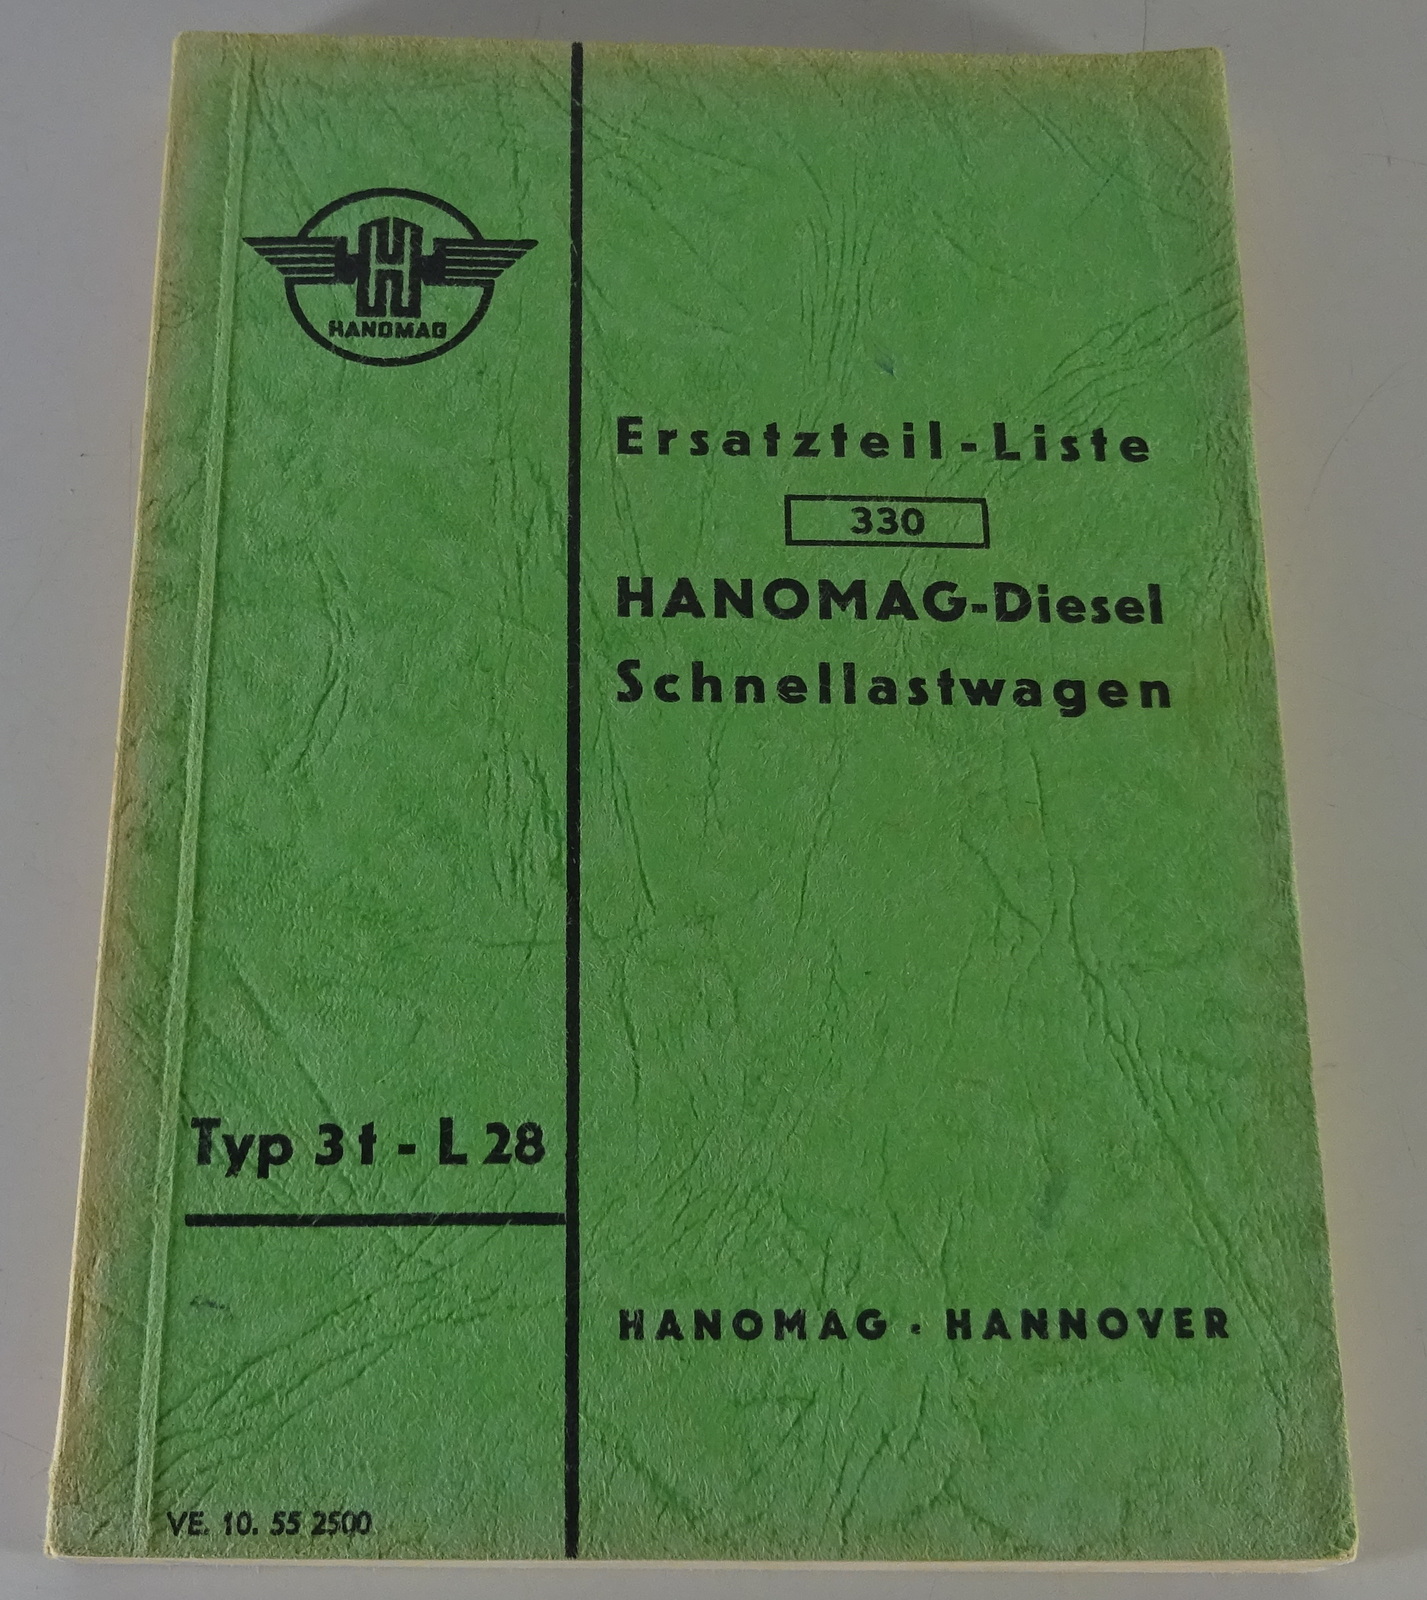 HANOMAG
Ersatzteil-Liste
330
HANOMAG-Diesel
Schnellastwagen
Typ 3t - L 28
HANOMAG · HANNOVER
VE. 10. 55 2500